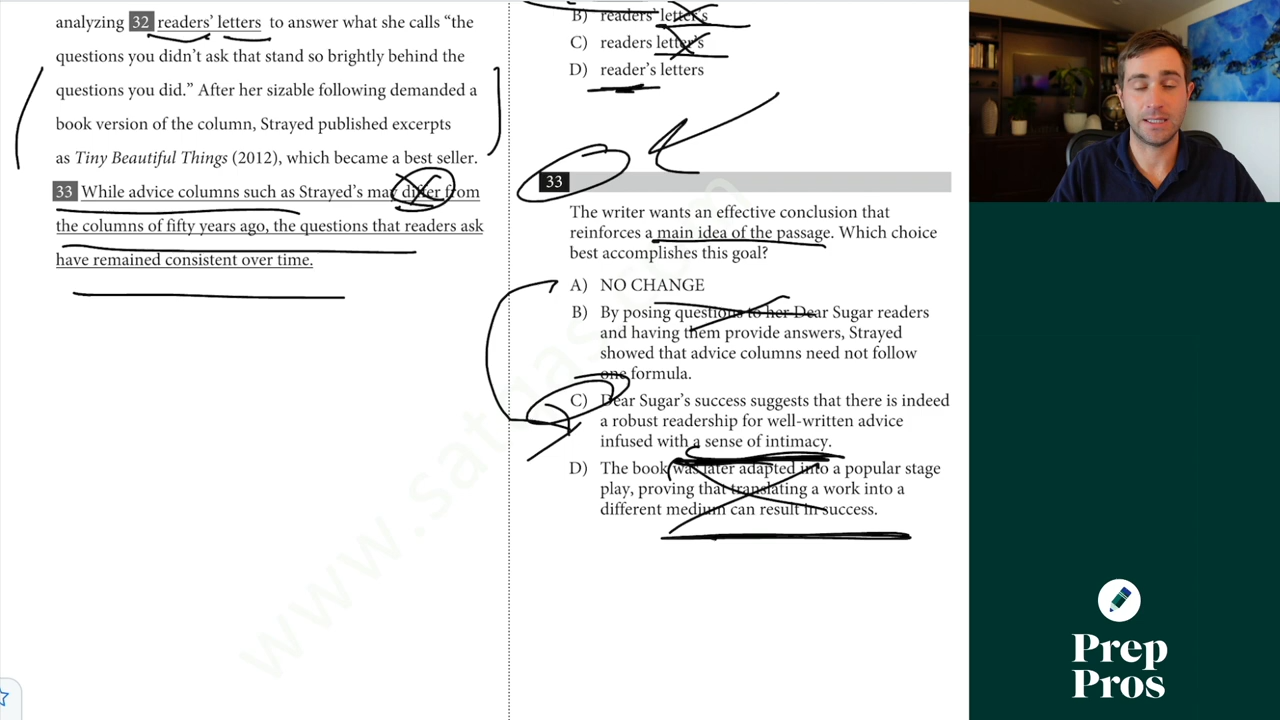 analyzing 32 readers’ letters to answer what she calls “the
questions you didn’t ask that stand so brightly behind the
questions you did.” After her sizable following demanded a
book version of the column, Strayed published excerpts
as Tiny Beautiful Things (2012), which became a best seller.
33 While advice columns such as Strayed’s may differ from
the columns of fifty years ago, the questions that readers ask
have remained consistent over time.
B) readers’ letter’s
C) readers letter’s
D) reader’s letters
33
The writer wants an effective conclusion that
reinforces a main idea of the passage. Which choice
best accomplishes this goal?
A) NO CHANGE
B) By posing questions to her Dear Sugar readers
and having them provide answers, Strayed
showed that advice columns need not follow
one formula.
C) Dear Sugar’s success suggests that there is indeed
a robust readership for well-written advice
infused with a sense of intimacy.
D) The book was later adapted into a popular stage
play, proving that translating a work into a
different medium can result in success.
Prep
Pros